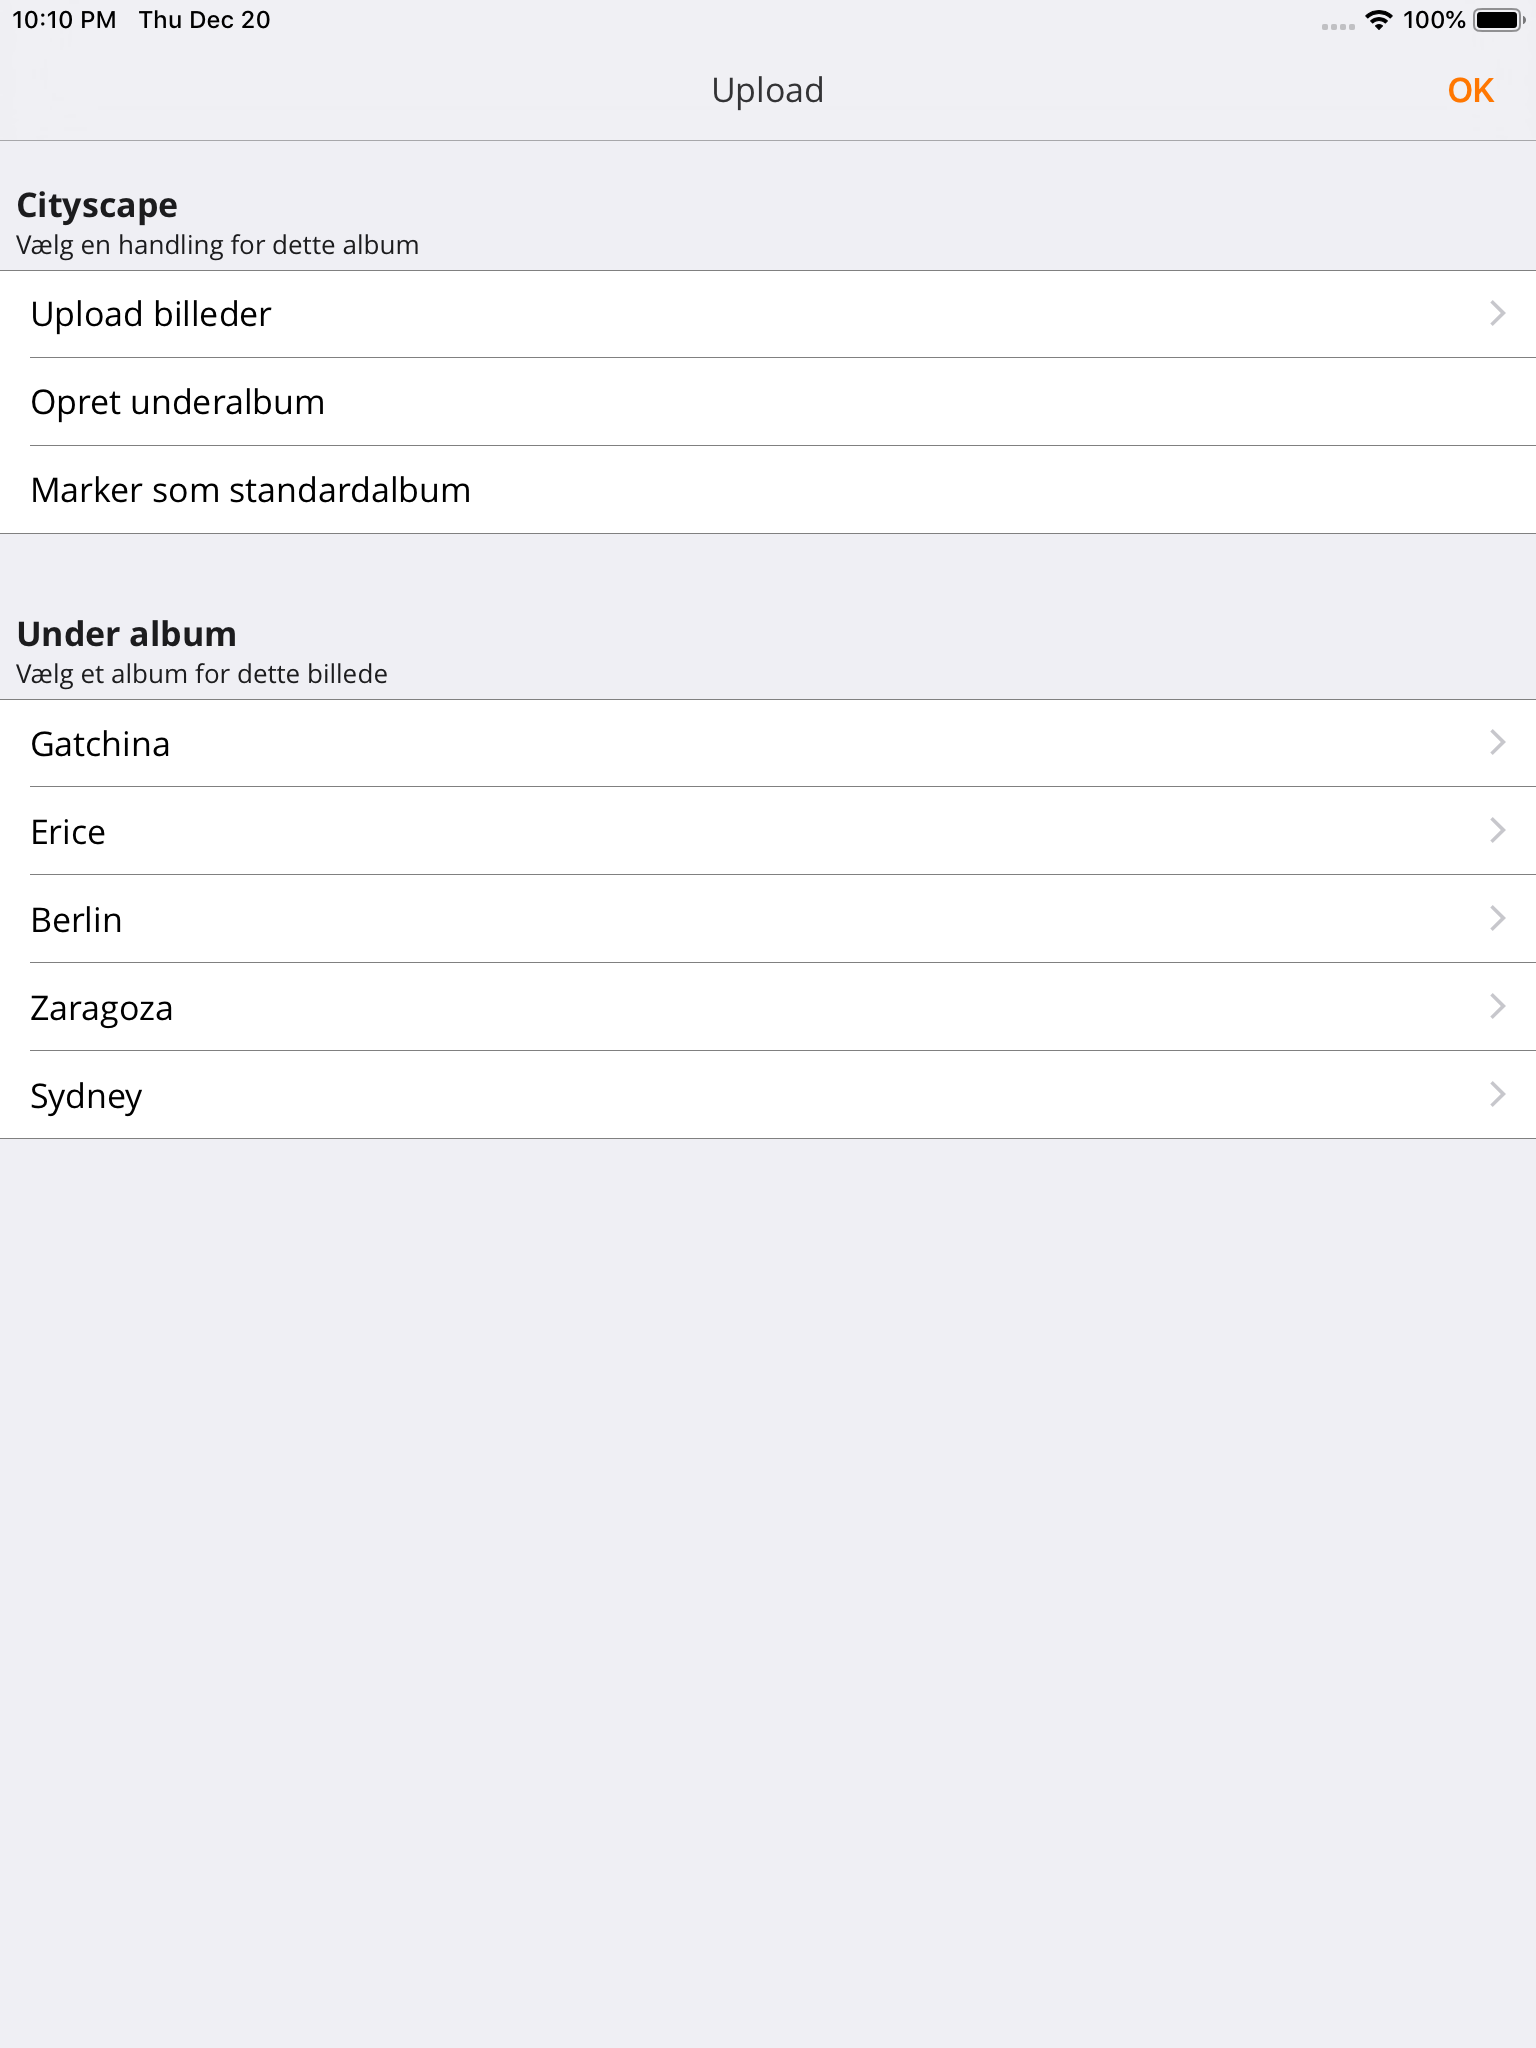 10:10 PM Thu Dec 20 100%
Upload OK
Cityscape
Vælg en handling for dette album
Upload billeder
Opret underalbum
Marker som standardalbum
Under album
Vælg et album for dette billede
Gatchina
Erice
Berlin
Zaragoza
Sydney